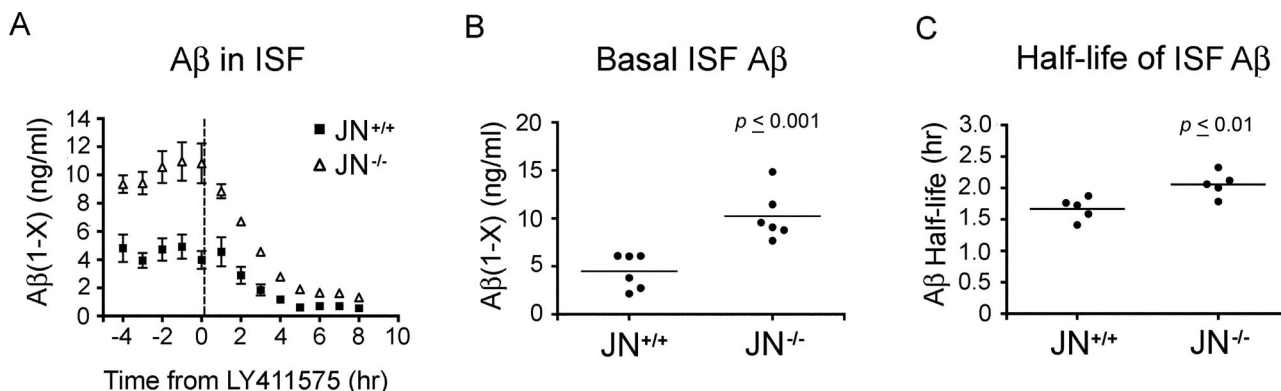 A
Aβ in ISF
Aβ(1-X) (ng/ml)
14
12
10
8
6
4
2
0
JN+/+
JN-/-
-4 -2 0 2 4 6 8 10
Time from LY411575 (hr)
B
Basal ISF Aβ
p ≤ 0.001
Aβ(1-X) (ng/ml)
20
15
10
5
0
JN+/+ JN-/-
C
Half-life of ISF Aβ
p ≤ 0.01
Aβ Half-life (hr)
3.0
2.5
2.0
1.5
1.0
0.5
0
JN+/+ JN-/-